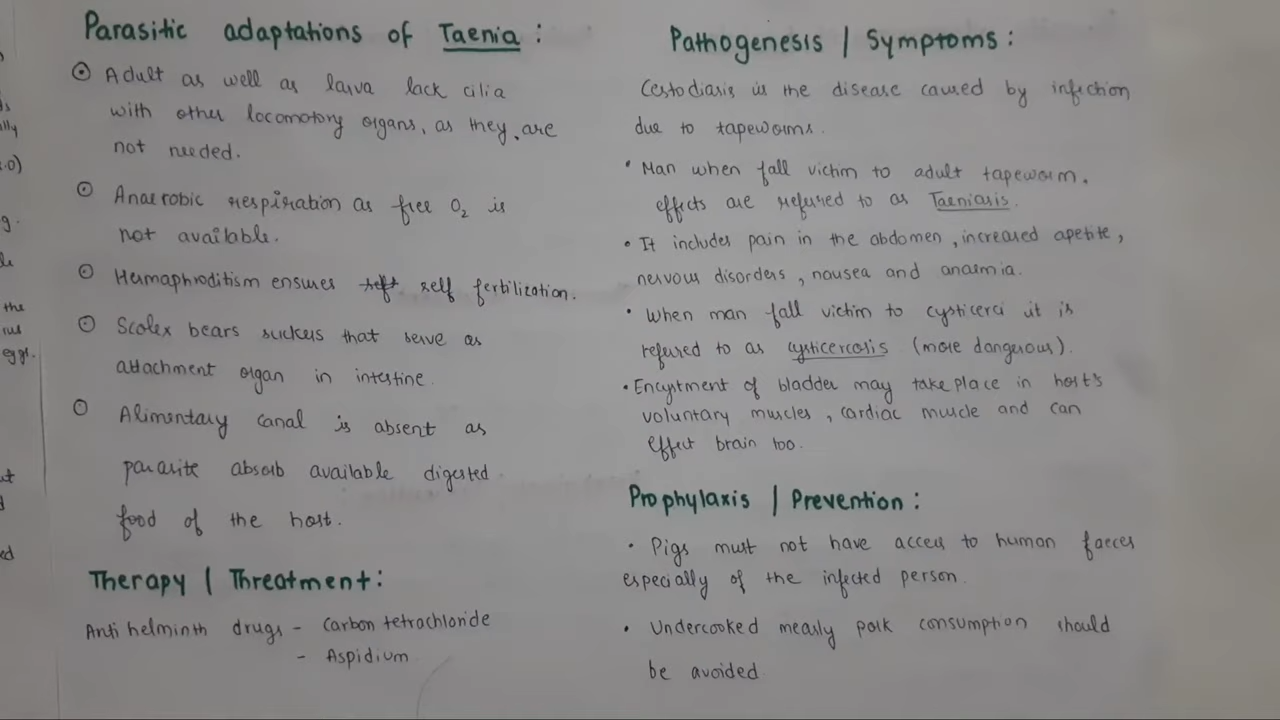 Parasitic adaptations of Taenia :
Adult as well as larva lack cilia
with other locomotory organs, as they are
not needed.
Anaerobic respiration as free O₂ is
not available.
Hermaphroditism ensures self fertilization.
Scolex bears suckers that serve as
attachment organ in intestine.
Alimentary canal is absent as
parasite absorb available digested
food of the host.
Therapy / Threatment :
Anti helminth drugs - Carbon tetrachloride
- Aspidium
Pathogenesis / Symptoms :
Cestodiasis is the disease caused by infection
due to tapeworms.
• Man when fall victim to adult tapeworm.
effects are refered to as Taeniasis.
• It includes pain in the abdomen, increased apetite,
nervous disorders, nausea and anaemia.
• When man fall victim to cysticerci it is
refered to as cysticercosis (more dangerous).
• Encystment of bladder may take place in host's
voluntary muscles, cardiac muscle and can
effect brain too.
Prophylaxis / Prevention :
• Pigs must not have access to human faeces
especially of the infected person.
• Undercooked measly pork consumption should
be avoided